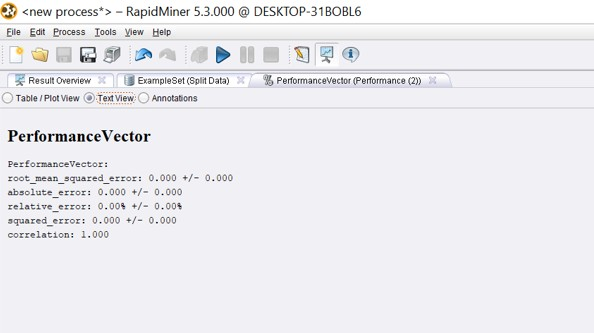 <new process*> – RapidMiner 5.3.000 @ DESKTOP-31BOBL6
File Edit Process Tools View Help
Result Overview ExampleSet (Split Data) PerformanceVector (Performance (2))
Table / Plot View Text View Annotations
PerformanceVector
PerformanceVector:
root_mean_squared_error: 0.000 +/- 0.000
absolute_error: 0.000 +/- 0.000
relative_error: 0.00% +/- 0.00%
squared_error: 0.000 +/- 0.000
correlation: 1.000